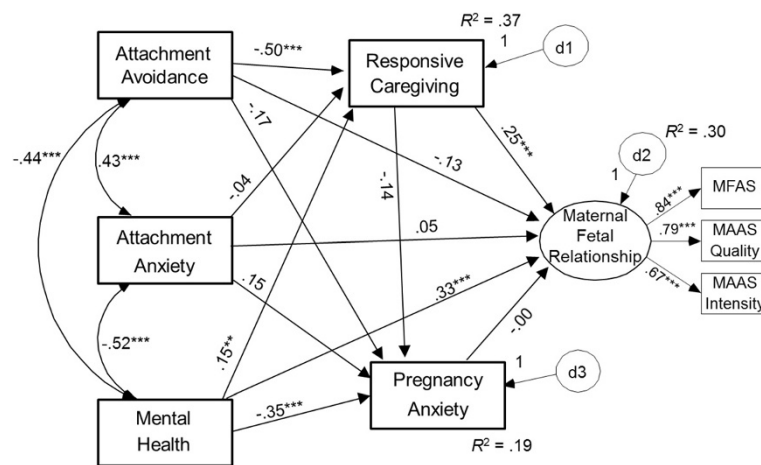 R² = .37
Attachment
Avoidance
-.50***
Responsive
Caregiving
1
d1
-.17
.25***
R² = .30
d2
1
-.44***
.43***
-.04
-.13
-.14
MFAS
.84***
Maternal
Fetal
Relationship
.79***
MAAS
Quality
.67***
MAAS
Intensity
Attachment
Anxiety
.05
.15
.33***
-.00
-.52***
.15**
Pregnancy
Anxiety
1
d3
Mental
Health
-.35***
R² = .19